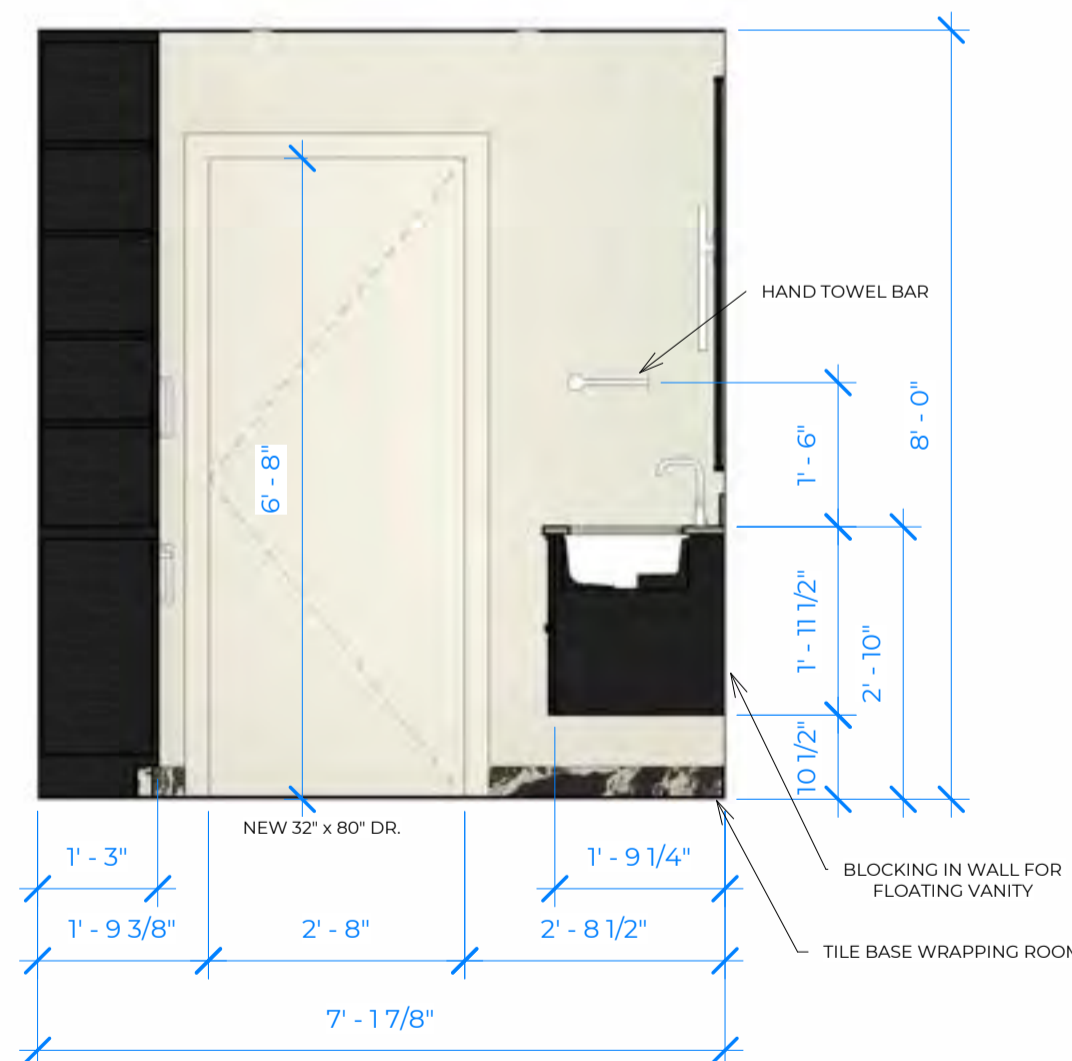 HAND TOWEL BAR
8' - 0"
1' - 6"
6' - 8"
1' - 11 1/2"
2' - 10"
10 1/2"
NEW 32" x 80" DR.
1' - 3"
1' - 9 1/4"
BLOCKING IN WALL FOR
FLOATING VANITY
1' - 9 3/8"
2' - 8"
2' - 8 1/2"
TILE BASE WRAPPING ROOM
7' - 1 7/8"